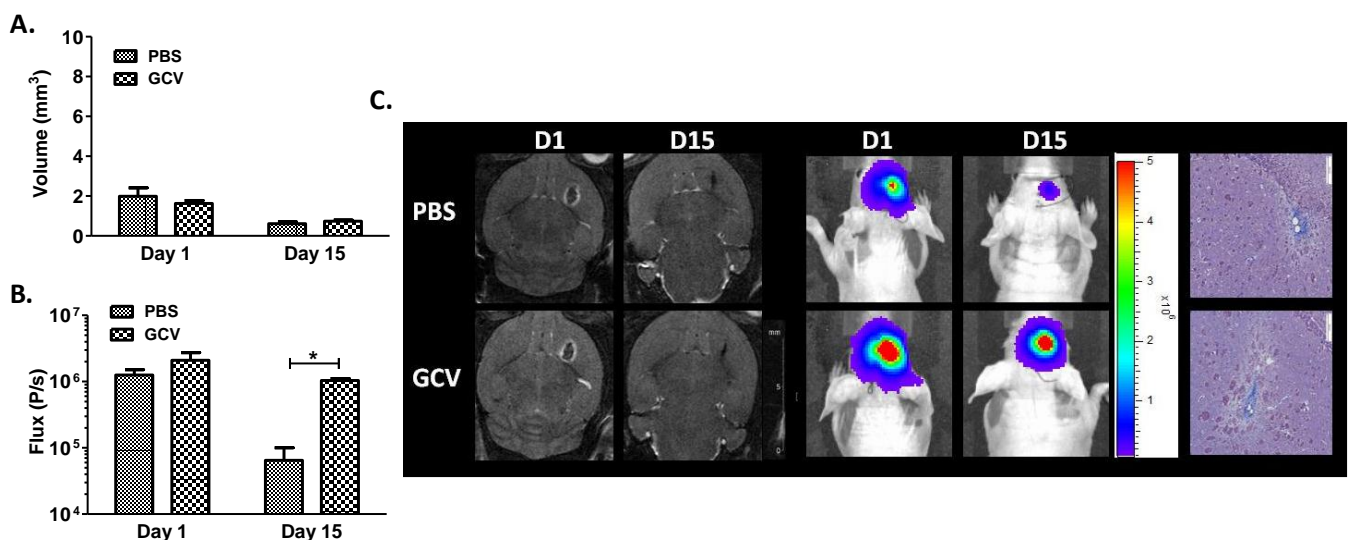 A.
10
8
6
4
2
0
Volume (mm³)
PBS
GCV
Day 1
Day 15
B.
10⁷
10⁶
10⁵
10⁴
Flux (P/s)
PBS
GCV
*
Day 1
Day 15
C.
D1
D15
D1
D15
PBS
GCV
mm
5
0
5
4
3
2
1
x10⁶